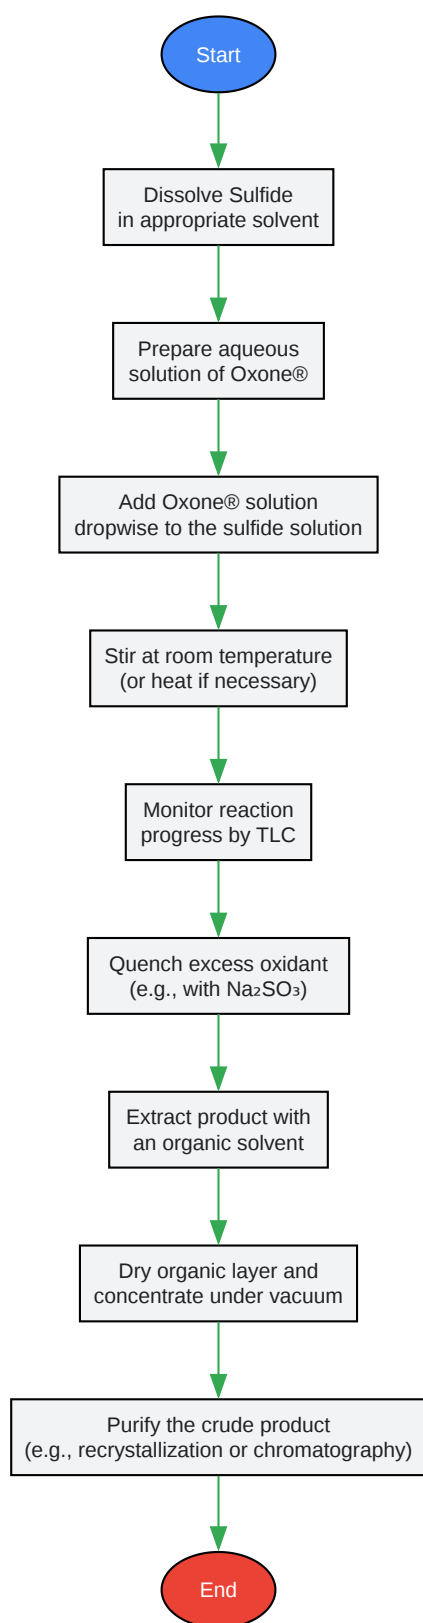 Start
Dissolve Sulfide
in appropriate solvent
Prepare aqueous
solution of Oxone®
Add Oxone® solution
dropwise to the sulfide solution
Stir at room temperature
(or heat if necessary)
Monitor reaction
progress by TLC
Quench excess oxidant
(e.g., with Na₂SO₃)
Extract product with
an organic solvent
Dry organic layer and
concentrate under vacuum
Purify the crude product
(e.g., recrystallization or chromatography)
End